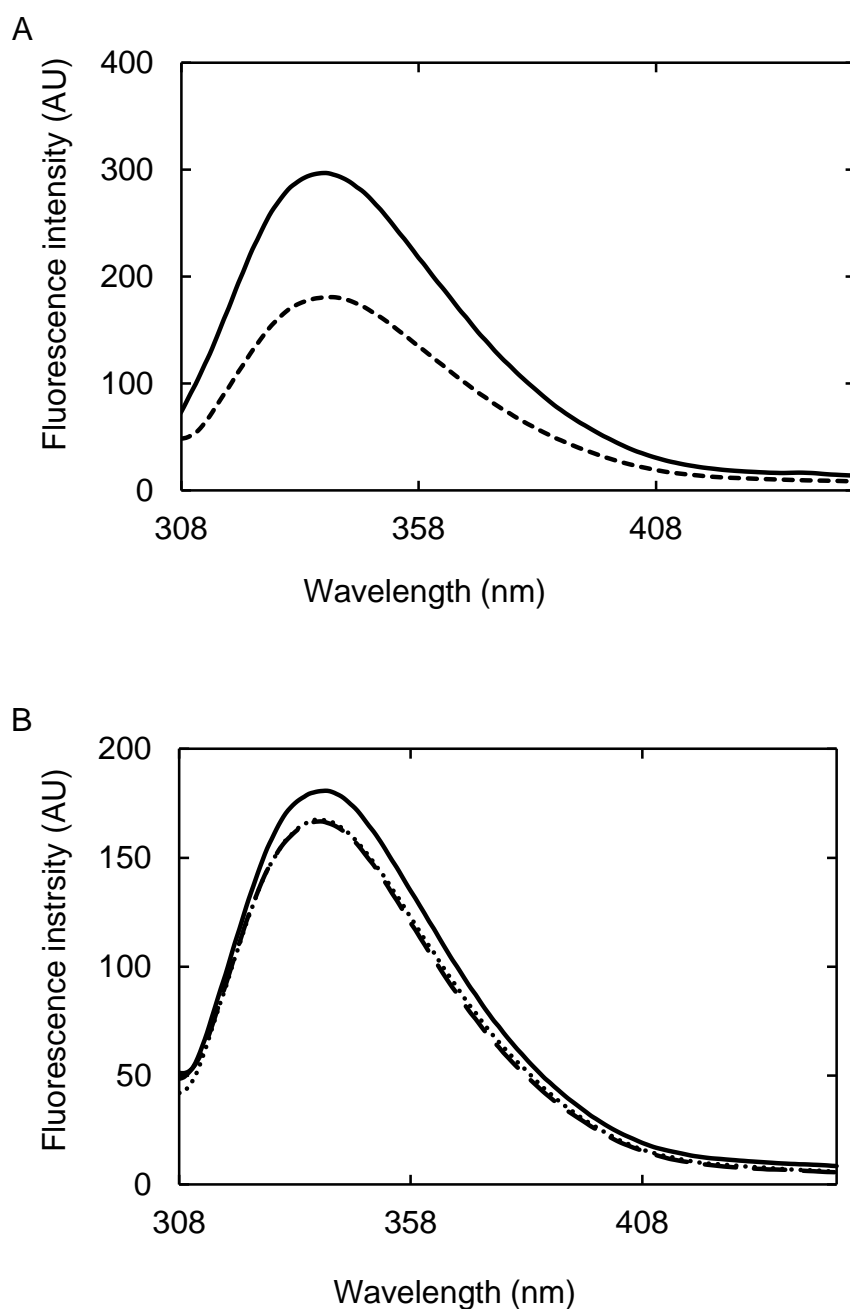 A
Fluorescence intensity (AU)
400
300
200
100
0
308
358
408
Wavelength (nm)
B
Fluorescence instrsity (AU)
200
150
100
50
0
308
358
408
Wavelength (nm)